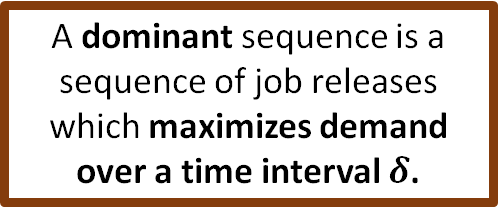 A dominant sequence is a
sequence of job releases
which maximizes demand
over a time interval δ.